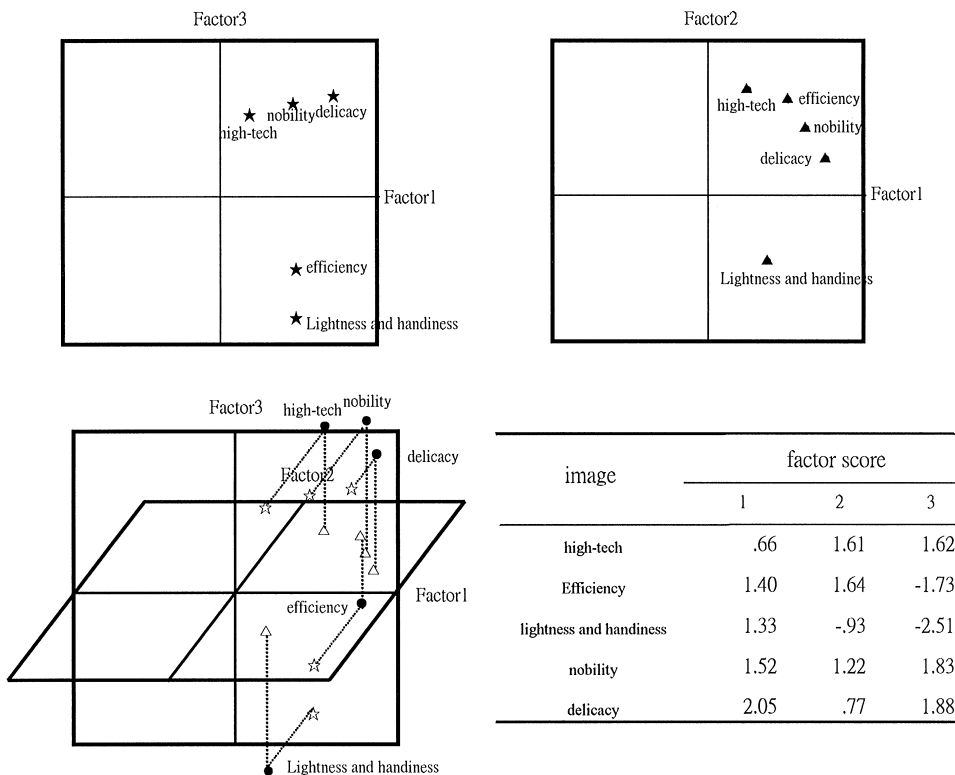 Factor3
high-tech
nobility
delicacy
Factor1
efficiency
Lightness and handiness
Factor2
high-tech
efficiency
nobility
delicacy
Factor1
Lightness and handiness
Factor3
high-tech
nobility
delicacy
Factor2
Factor1
efficiency
Lightness and handiness
image factor score
1 2 3
high-tech .66 1.61 1.62
Efficiency 1.40 1.64 -1.73
lightness and handiness 1.33 -.93 -2.51
nobility 1.52 1.22 1.83
delicacy 2.05 .77 1.88